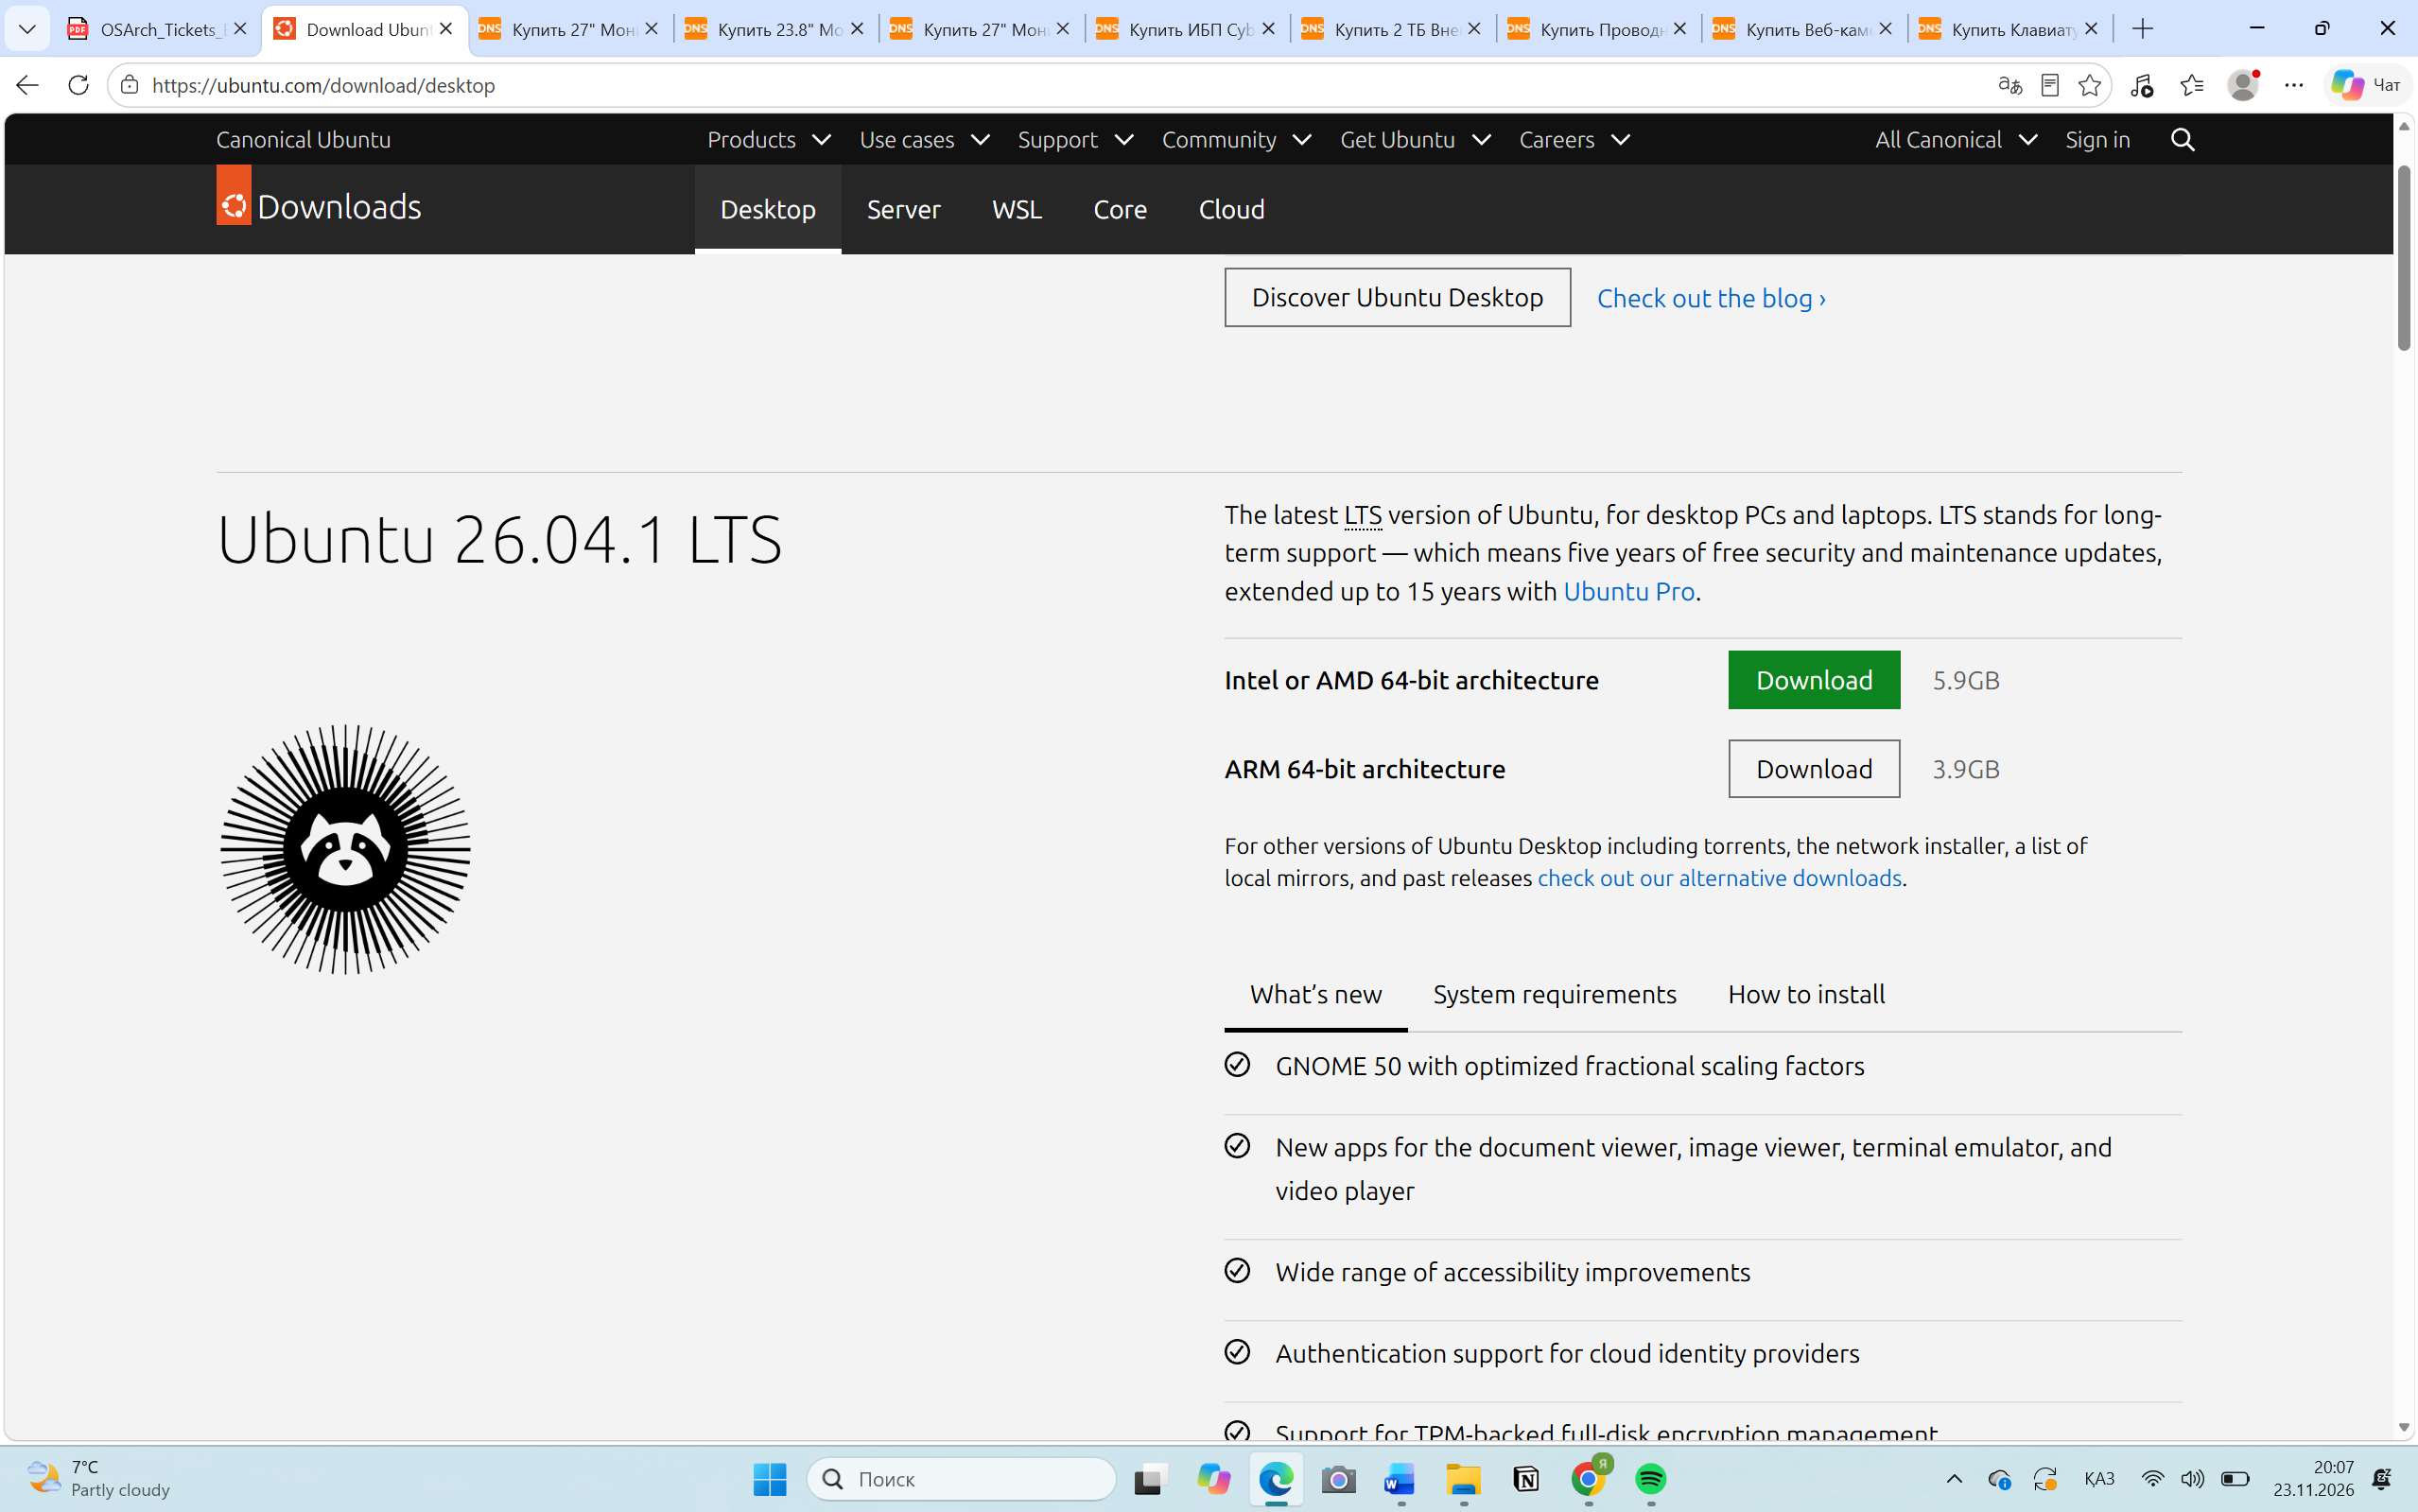 OSArch_Tickets_
Download Ubunt
Купить 27" Мон
Купить 23.8" Мо
Купить 27" Мон
Купить ИБП Cyb
Купить 2 ТБ Вне
Купить Проводн
Купить Веб-кам
Купить Клавиату
https://ubuntu.com/download/desktop
Чат
Canonical Ubuntu
Products
Use cases
Support
Community
Get Ubuntu
Careers
All Canonical
Sign in
Downloads
Desktop
Server
WSL
Core
Cloud
Discover Ubuntu Desktop
Check out the blog ›
Ubuntu 26.04.1 LTS
The latest LTS version of Ubuntu, for desktop PCs and laptops. LTS stands for long-
term support — which means five years of free security and maintenance updates,
extended up to 15 years with Ubuntu Pro.
Intel or AMD 64-bit architecture
Download
5.9GB
ARM 64-bit architecture
Download
3.9GB
For other versions of Ubuntu Desktop including torrents, the network installer, a list of
local mirrors, and past releases check out our alternative downloads.
What's new
System requirements
How to install
GNOME 50 with optimized fractional scaling factors
New apps for the document viewer, image viewer, terminal emulator, and
video player
Wide range of accessibility improvements
Authentication support for cloud identity providers
Support for TPM-backed full-disk encryption management
7°C
Partly cloudy
Поиск
ҚАЗ
20:07
23.11.2026